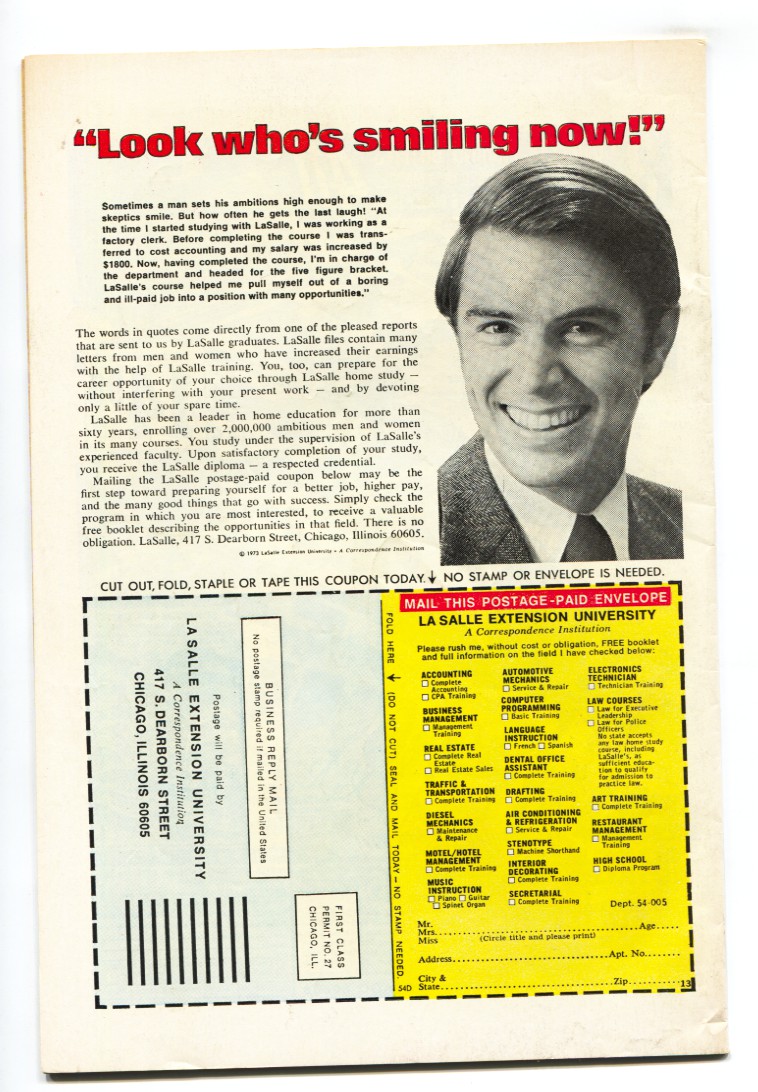 “Look who’s smiling now!”
Sometimes a man sets his ambitions high enough to make
skeptics smile. But how often he gets the last laugh! “At
the time I started studying with LaSalle, I was working as a
factory clerk. Before completing the course I was trans-
ferred to cost accounting and my salary was increased by
$1800. Now, having completed the course, I’m in charge of
the department and headed for the five figure bracket.
LaSalle’s course helped me pull myself out of a boring
and ill-paid job into a position with many opportunities.”
The words in quotes come directly from one of the pleased reports
that are sent to us by LaSalle graduates. LaSalle files contain many
letters from men and women who have increased their earnings
with the help of LaSalle training. You, too, can prepare for the
career opportunity of your choice through LaSalle home study —
without interfering with your present work — and by devoting
only a little of your spare time.
LaSalle has been a leader in home education for more than
sixty years, enrolling over 2,000,000 ambitious men and women
in its many courses. You study under the supervision of LaSalle’s
experienced faculty. Upon satisfactory completion of your study,
you receive the LaSalle diploma — a respected credential.
Mailing the LaSalle postage-paid coupon below may be the
first step toward preparing yourself for a better job, higher pay,
and the many good things that go with success. Simply check the
program in which you are most interested, to receive a valuable
free booklet describing the opportunities in that field. There is no
obligation. LaSalle, 417 S. Dearborn Street, Chicago, Illinois 60605.
© 1973 LaSalle Extension University • A Correspondence Institution
CUT OUT, FOLD, STAPLE OR TAPE THIS COUPON TODAY. NO STAMP OR ENVELOPE IS NEEDED.
BUSINESS REPLY MAIL
No postage stamp required if mailed in the United States
Postage will be paid by
LA SALLE EXTENSION UNIVERSITY
A Correspondence Institution
417 S. DEARBORN STREET
CHICAGO, ILLINOIS 60605
FIRST CLASS
PERMIT NO. 27
CHICAGO, ILL.
FOLD HERE (DO NOT CUT) SEAL AND MAIL TODAY – NO STAMP NEEDED.
MAIL THIS POSTAGE-PAID ENVELOPE
LA SALLE EXTENSION UNIVERSITY
A Correspondence Institution
Please rush me, without cost or obligation, FREE booklet
and full information on the field I have checked below:
ACCOUNTING
Complete
Accounting
CPA Training
BUSINESS
MANAGEMENT
Management
Training
REAL ESTATE
Complete Real
Estate
Real Estate Sales
TRAFFIC &
TRANSPORTATION
Complete Training
DIESEL
MECHANICS
Maintenance
& Repair
MOTEL/HOTEL
MANAGEMENT
Complete Training
MUSIC
INSTRUCTION
Piano Guitar
Spinet Organ
AUTOMOTIVE
MECHANICS
Service & Repair
COMPUTER
PROGRAMMING
Basic Training
LANGUAGE
INSTRUCTION
French Spanish
DENTAL OFFICE
ASSISTANT
Complete Training
DRAFTING
Complete Training
AIR CONDITIONING
& REFRIGERATION
Service & Repair
STENOTYPE
Machine Shorthand
INTERIOR
DECORATING
Complete Training
SECRETARIAL
Complete Training
ELECTRONICS
TECHNICIAN
Technician Training
LAW COURSES
Law for Executive
Leadership
Law for Police
Officers
No state accepts
any law home study
course, including
LaSalle’s, as
sufficient educa-
tion to qualify
for admission to
practice law.
ART TRAINING
Complete Training
RESTAURANT
MANAGEMENT
Management
Training
HIGH SCHOOL
Diploma Program
Dept. 54-005
Mr.
Mrs. Age
Miss (Circle title and please print)
Address Apt. No.
City &
State Zip
54D
13